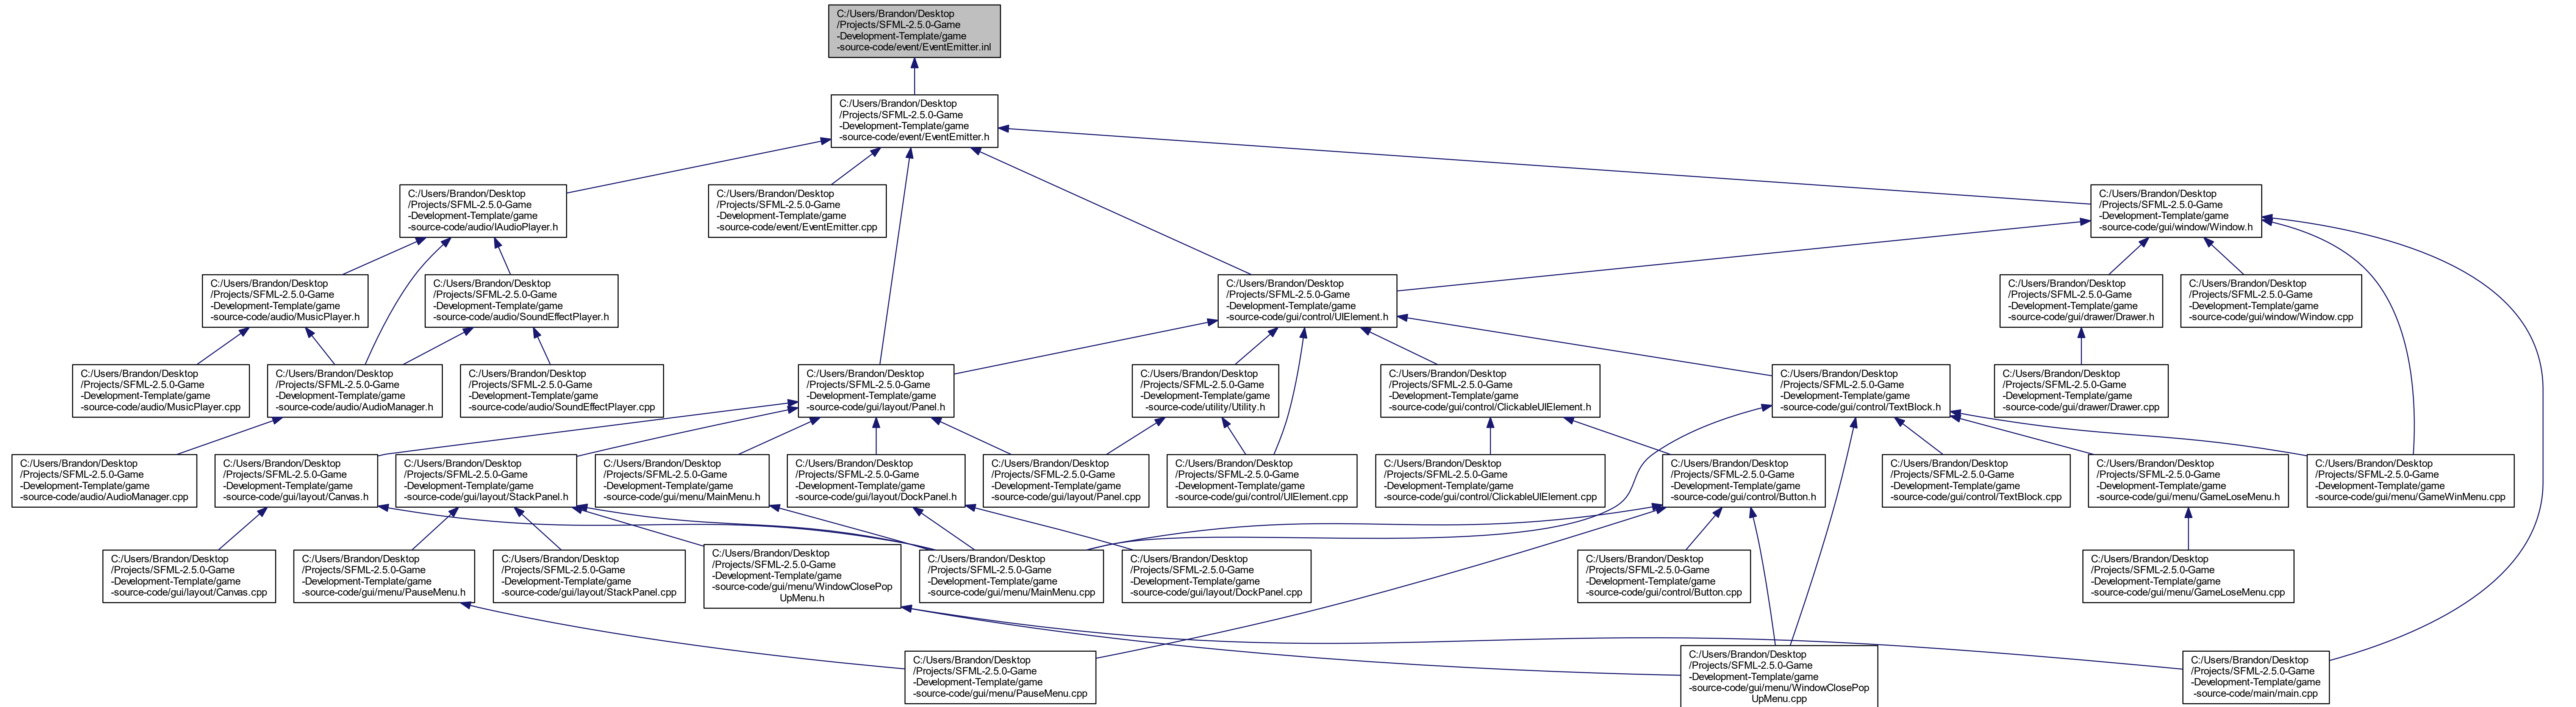 C:/Users/Brandon/Desktop
/Projects/SFML-2.5.0-Game
-Development-Template/game
-source-code/event/EventEmitter.inl
C:/Users/Brandon/Desktop
/Projects/SFML-2.5.0-Game
-Development-Template/game
-source-code/event/EventEmitter.h
C:/Users/Brandon/Desktop
/Projects/SFML-2.5.0-Game
-Development-Template/game
-source-code/audio/IAudioPlayer.h
C:/Users/Brandon/Desktop
/Projects/SFML-2.5.0-Game
-Development-Template/game
-source-code/event/EventEmitter.cpp
C:/Users/Brandon/Desktop
/Projects/SFML-2.5.0-Game
-Development-Template/game
-source-code/gui/window/Window.h
C:/Users/Brandon/Desktop
/Projects/SFML-2.5.0-Game
-Development-Template/game
-source-code/audio/MusicPlayer.h
C:/Users/Brandon/Desktop
/Projects/SFML-2.5.0-Game
-Development-Template/game
-source-code/audio/SoundEffectPlayer.h
C:/Users/Brandon/Desktop
/Projects/SFML-2.5.0-Game
-Development-Template/game
-source-code/gui/control/UIElement.h
C:/Users/Brandon/Desktop
/Projects/SFML-2.5.0-Game
-Development-Template/game
-source-code/gui/drawer/Drawer.h
C:/Users/Brandon/Desktop
/Projects/SFML-2.5.0-Game
-Development-Template/game
-source-code/gui/window/Window.cpp
C:/Users/Brandon/Desktop
/Projects/SFML-2.5.0-Game
-Development-Template/game
-source-code/audio/MusicPlayer.cpp
C:/Users/Brandon/Desktop
/Projects/SFML-2.5.0-Game
-Development-Template/game
-source-code/audio/AudioManager.h
C:/Users/Brandon/Desktop
/Projects/SFML-2.5.0-Game
-Development-Template/game
-source-code/audio/SoundEffectPlayer.cpp
C:/Users/Brandon/Desktop
/Projects/SFML-2.5.0-Game
-Development-Template/game
-source-code/gui/layout/Panel.h
C:/Users/Brandon/Desktop
/Projects/SFML-2.5.0-Game
-Development-Template/game
-source-code/utility/Utility.h
C:/Users/Brandon/Desktop
/Projects/SFML-2.5.0-Game
-Development-Template/game
-source-code/gui/control/ClickableUIElement.h
C:/Users/Brandon/Desktop
/Projects/SFML-2.5.0-Game
-Development-Template/game
-source-code/gui/control/TextBlock.h
C:/Users/Brandon/Desktop
/Projects/SFML-2.5.0-Game
-Development-Template/game
-source-code/gui/drawer/Drawer.cpp
C:/Users/Brandon/Desktop
/Projects/SFML-2.5.0-Game
-Development-Template/game
-source-code/audio/AudioManager.cpp
C:/Users/Brandon/Desktop
/Projects/SFML-2.5.0-Game
-Development-Template/game
-source-code/gui/layout/Canvas.h
C:/Users/Brandon/Desktop
/Projects/SFML-2.5.0-Game
-Development-Template/game
-source-code/gui/layout/StackPanel.h
C:/Users/Brandon/Desktop
/Projects/SFML-2.5.0-Game
-Development-Template/game
-source-code/gui/menu/MainMenu.h
C:/Users/Brandon/Desktop
/Projects/SFML-2.5.0-Game
-Development-Template/game
-source-code/gui/layout/DockPanel.h
C:/Users/Brandon/Desktop
/Projects/SFML-2.5.0-Game
-Development-Template/game
-source-code/gui/layout/Panel.cpp
C:/Users/Brandon/Desktop
/Projects/SFML-2.5.0-Game
-Development-Template/game
-source-code/gui/control/UIElement.cpp
C:/Users/Brandon/Desktop
/Projects/SFML-2.5.0-Game
-Development-Template/game
-source-code/gui/control/ClickableUIElement.cpp
C:/Users/Brandon/Desktop
/Projects/SFML-2.5.0-Game
-Development-Template/game
-source-code/gui/control/Button.h
C:/Users/Brandon/Desktop
/Projects/SFML-2.5.0-Game
-Development-Template/game
-source-code/gui/control/TextBlock.cpp
C:/Users/Brandon/Desktop
/Projects/SFML-2.5.0-Game
-Development-Template/game
-source-code/gui/menu/GameLoseMenu.h
C:/Users/Brandon/Desktop
/Projects/SFML-2.5.0-Game
-Development-Template/game
-source-code/gui/menu/GameWinMenu.cpp
C:/Users/Brandon/Desktop
/Projects/SFML-2.5.0-Game
-Development-Template/game
-source-code/gui/layout/Canvas.cpp
C:/Users/Brandon/Desktop
/Projects/SFML-2.5.0-Game
-Development-Template/game
-source-code/gui/menu/PauseMenu.h
C:/Users/Brandon/Desktop
/Projects/SFML-2.5.0-Game
-Development-Template/game
-source-code/gui/layout/StackPanel.cpp
C:/Users/Brandon/Desktop
/Projects/SFML-2.5.0-Game
-Development-Template/game
-source-code/gui/menu/WindowClosePop
UpMenu.h
C:/Users/Brandon/Desktop
/Projects/SFML-2.5.0-Game
-Development-Template/game
-source-code/gui/menu/MainMenu.cpp
C:/Users/Brandon/Desktop
/Projects/SFML-2.5.0-Game
-Development-Template/game
-source-code/gui/layout/DockPanel.cpp
C:/Users/Brandon/Desktop
/Projects/SFML-2.5.0-Game
-Development-Template/game
-source-code/gui/control/Button.cpp
C:/Users/Brandon/Desktop
/Projects/SFML-2.5.0-Game
-Development-Template/game
-source-code/gui/menu/GameLoseMenu.cpp
C:/Users/Brandon/Desktop
/Projects/SFML-2.5.0-Game
-Development-Template/game
-source-code/gui/menu/PauseMenu.cpp
C:/Users/Brandon/Desktop
/Projects/SFML-2.5.0-Game
-Development-Template/game
-source-code/gui/menu/WindowClosePop
UpMenu.cpp
C:/Users/Brandon/Desktop
/Projects/SFML-2.5.0-Game
-Development-Template/game
-source-code/main/main.cpp